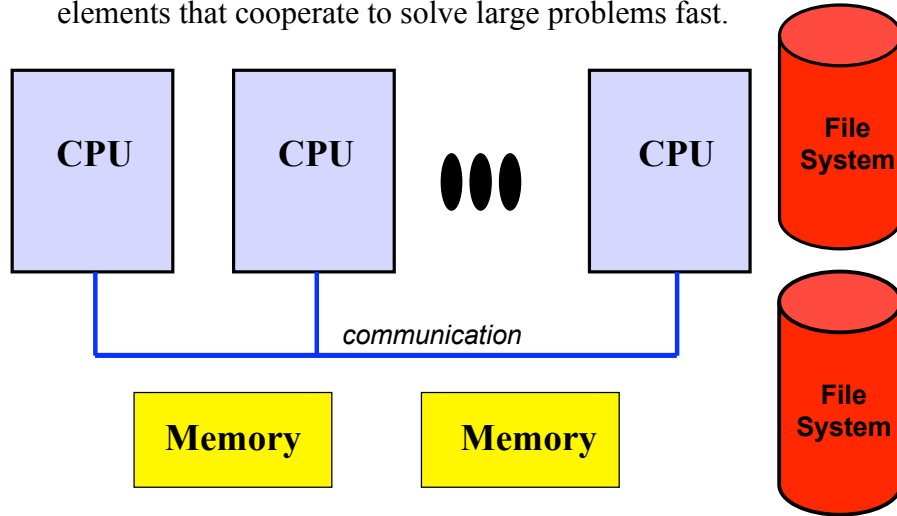 elements that cooperate to solve large problems fast.
CPU
CPU
CPU
File
System
communication
Memory
Memory
File
System